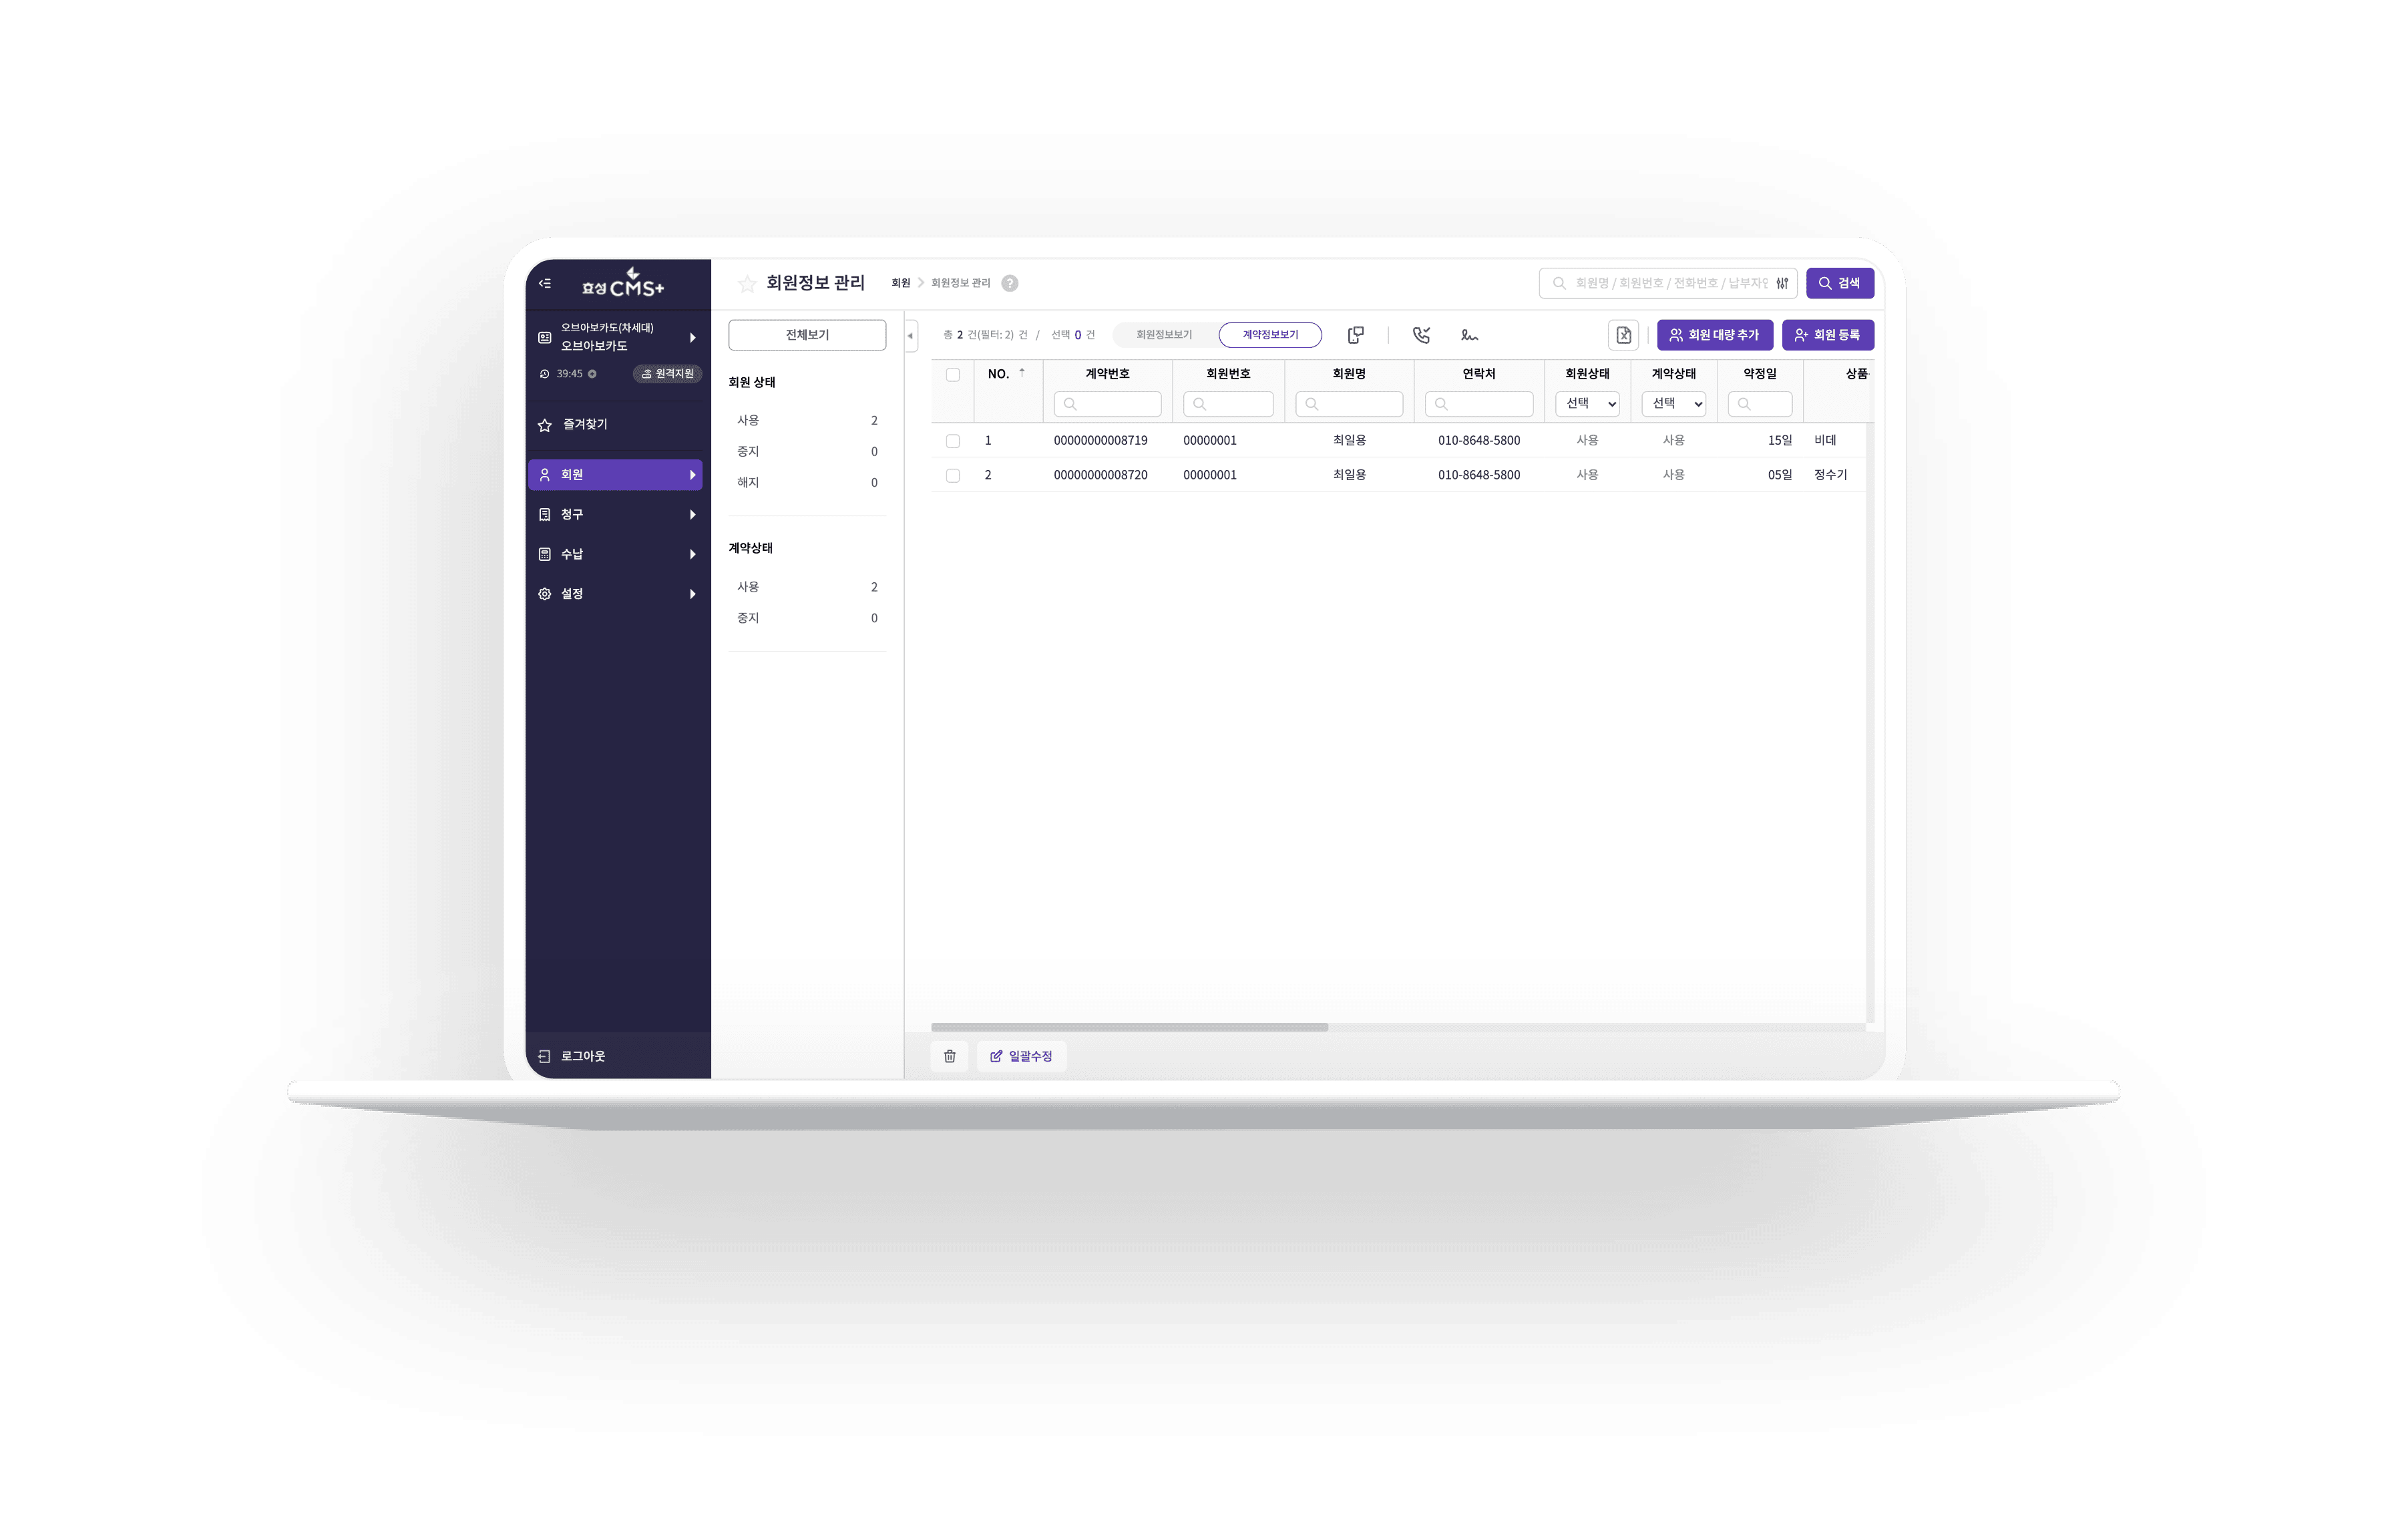 효성 CMS+
오브아보카도(차세대)
오브아보카도
39:45 원격지원
즐겨찾기
회원
청구
수납
설정
로그아웃
회원정보 관리 회원 회원정보 관리 ?
회원명 / 회원번호 / 전화번호 / 납부자 검색
전체보기
회원 상태
사용 2
중지 0
해지 0
계약상태
사용 2
중지 0
총 2 건(필터: 2) 건 / 선택 0 건 회원정보보기 계약정보보기 회원 대량 추가 회원 등록
NO. ↑ 계약번호 회원번호 회원명 연락처 회원상태 계약상태 약정일 상품
선택 선택
1 00000000008719 00000001 최일용 010-8648-5800 사용 사용 15일 비데
2 00000000008720 00000001 최일용 010-8648-5800 사용 사용 05일 정수기
일괄수정